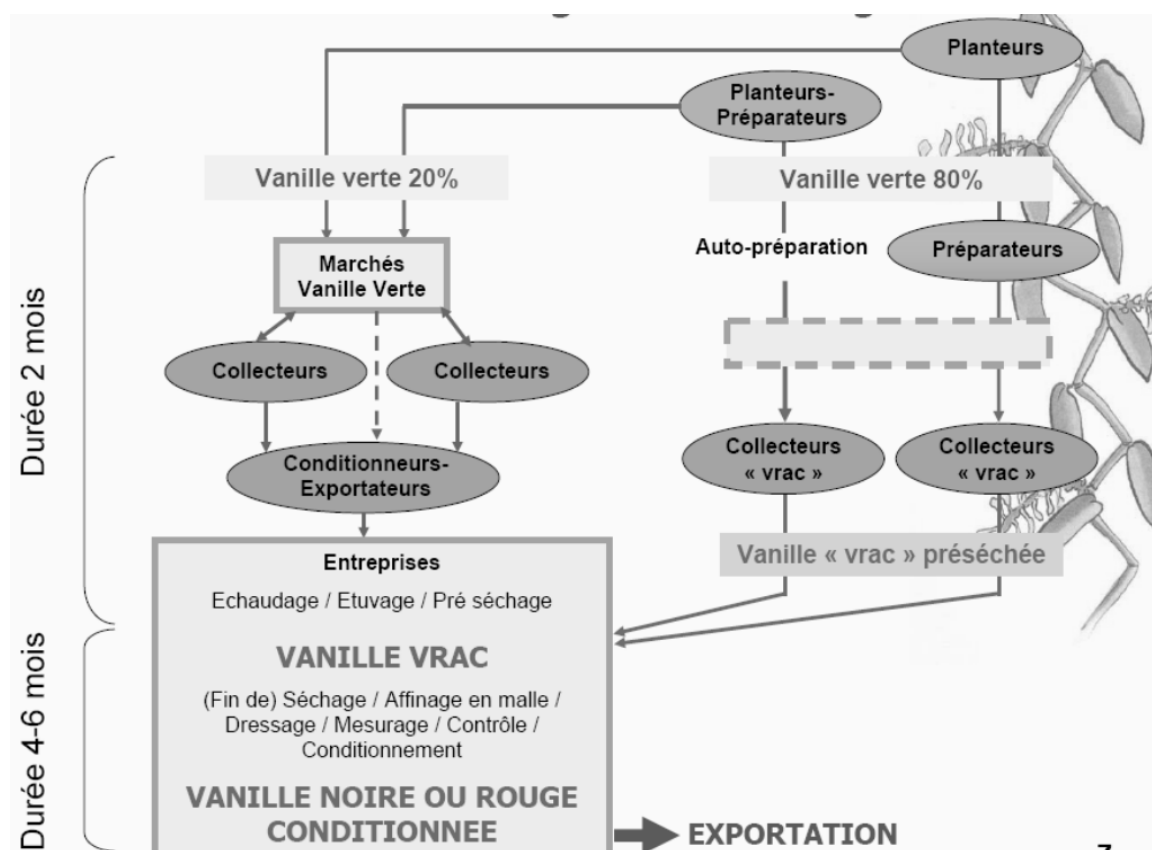 Planteurs
Planteurs-
Préparateurs
Vanille verte 20%
Vanille verte 80%
Auto-préparation
Préparateurs
Marchés
Vanille Verte
Collecteurs
Collecteurs
Conditionneurs-
Exportateurs
Collecteurs
« vrac »
Collecteurs
« vrac »
Vanille « vrac » préséchée
Durée 2 mois
Entreprises
Echaudage / Etuvage / Pré séchage
VANILLE VRAC
(Fin de) Séchage / Affinage en malle /
Dressage / Mesurage / Contrôle /
Conditionnement
VANILLE NOIRE OU ROUGE
CONDITIONNEE
EXPORTATION
Durée 4-6 mois